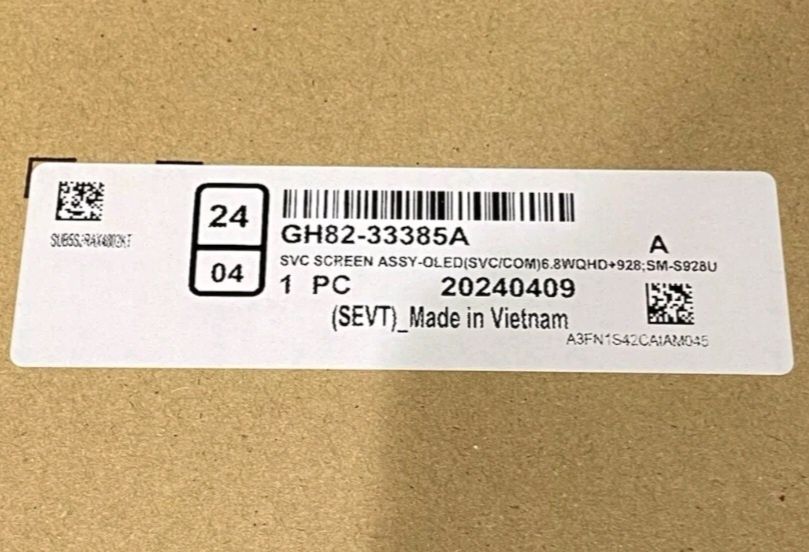 24
04
GH82-33385A
A
SVC SCREEN ASSY-OLED(SVC/COM)6.8WQHD+928;SM-S928U
1 PC 20240409
(SEVT)_Made in Vietnam